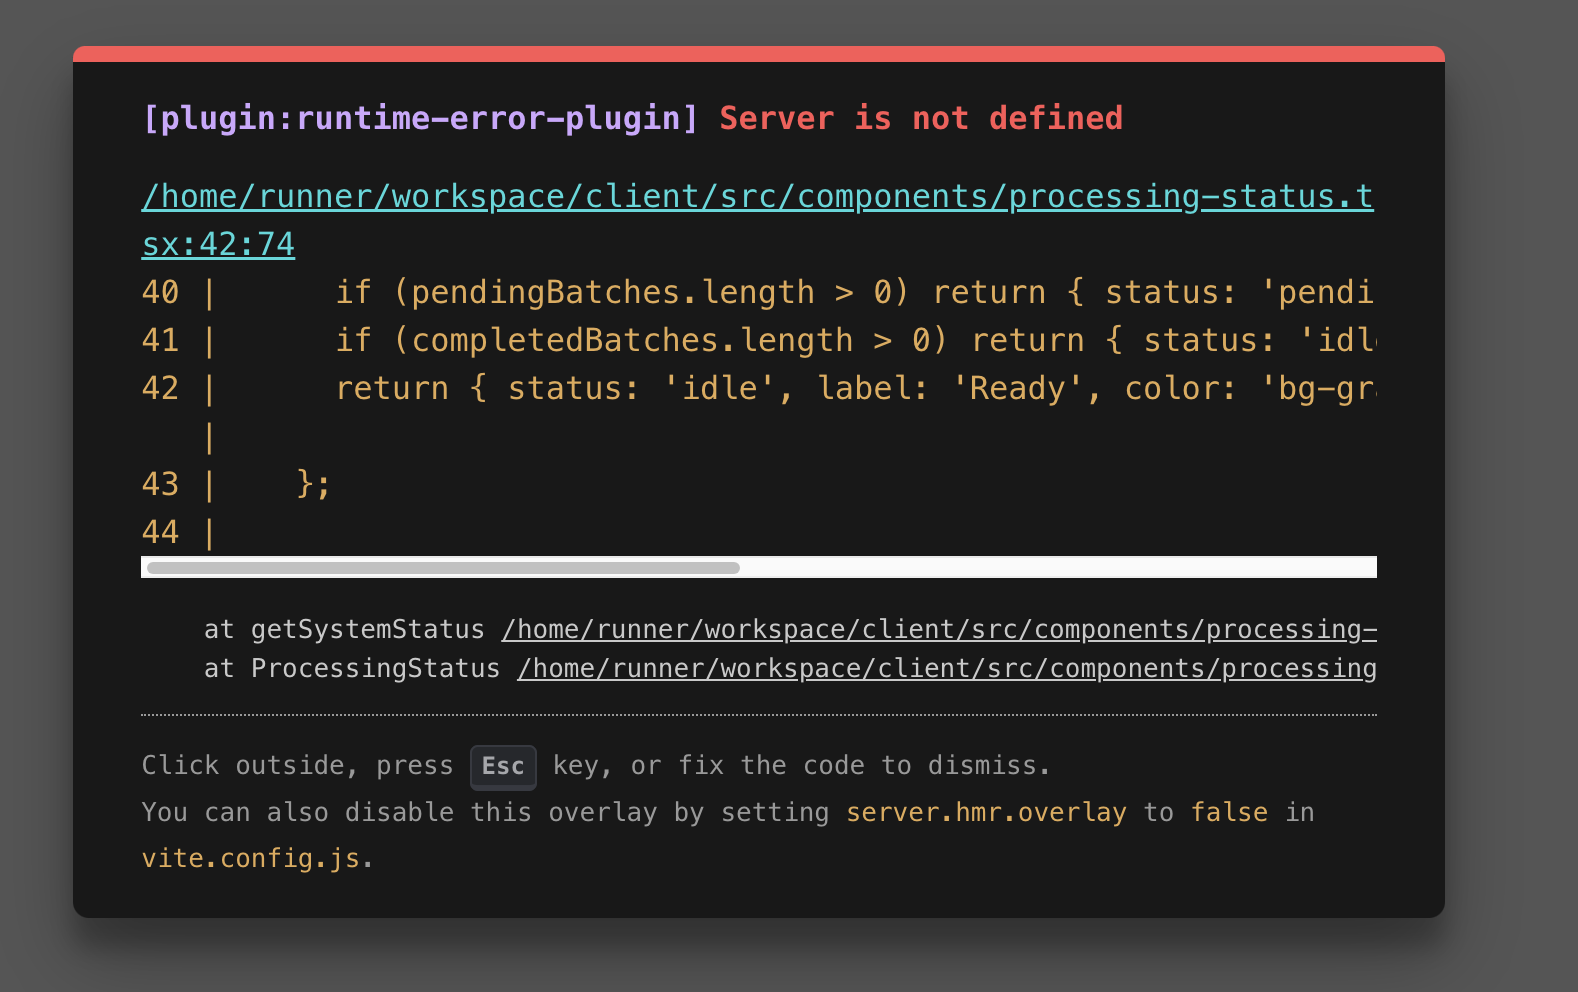 [plugin:runtime-error-plugin] Server is not defined
/home/runner/workspace/client/src/components/processing-status.t
sx:42:74
40 |      if (pendingBatches.length > 0) return { status: 'pendi
41 |      if (completedBatches.length > 0) return { status: 'idl
42 |      return { status: 'idle', label: 'Ready', color: 'bg-gra
   |
43 |    };
44 |
at getSystemStatus /home/runner/workspace/client/src/components/processing-
at ProcessingStatus /home/runner/workspace/client/src/components/processing
Click outside, press Esc key, or fix the code to dismiss.
You can also disable this overlay by setting server.hmr.overlay to false in
vite.config.js.